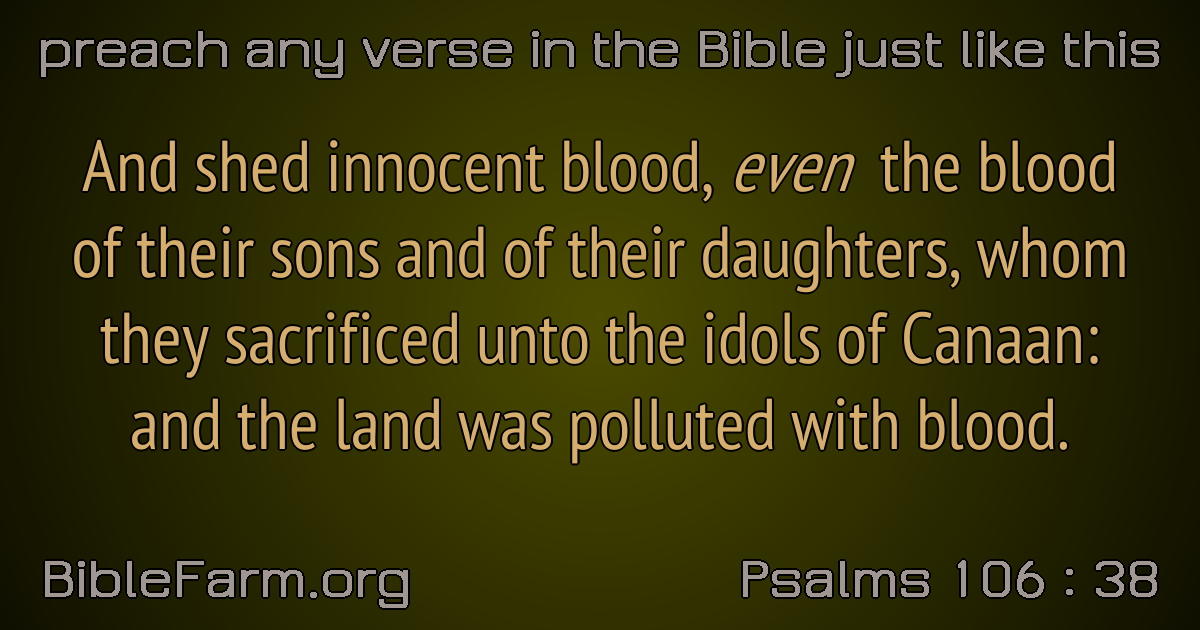 preach any verse in the Bible just like this
And shed innocent blood, even the blood
of their sons and of their daughters, whom
they sacrificed unto the idols of Canaan:
and the land was polluted with blood.
BibleFarm.org
Psalms 106 : 38